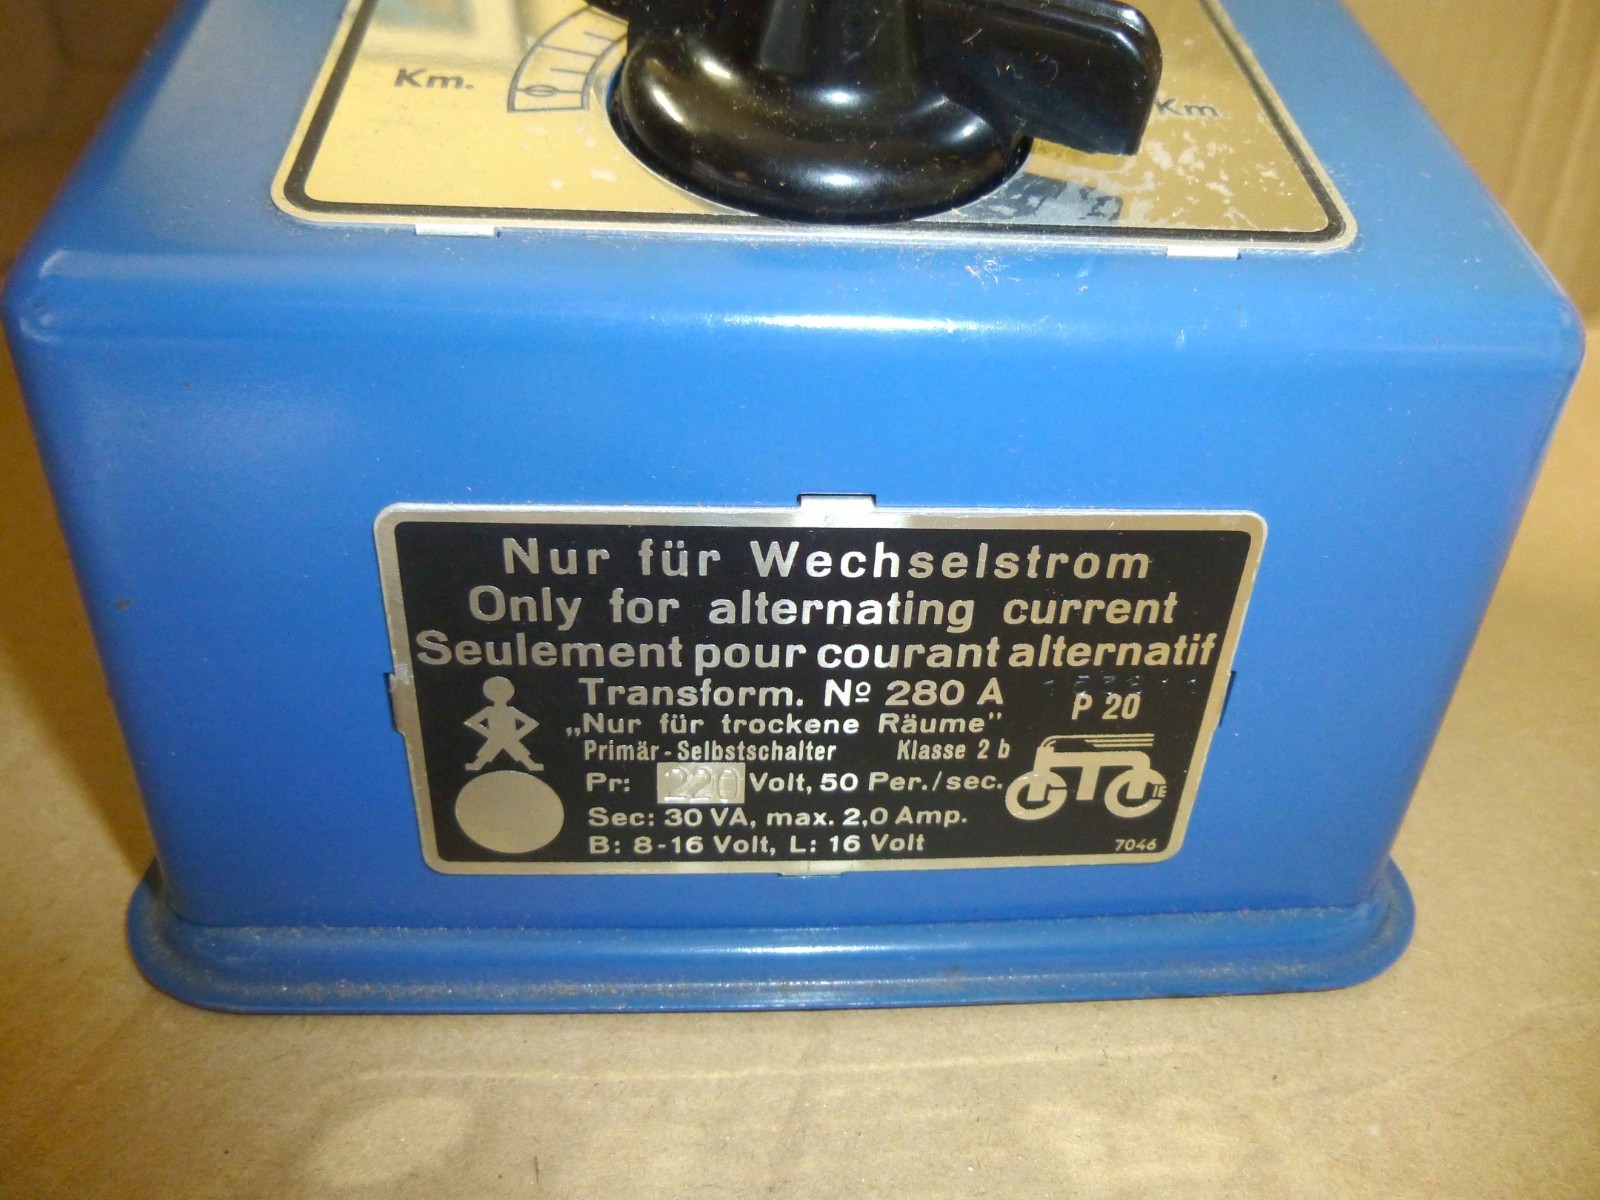 Km.
Km.
Nur für Wechselstrom
Only for alternating current
Seulement pour courant alternatif
Transform. Nº 280 A
P 20
„Nur für trockene Räume"
Primär-Selbstschalter Klasse 2 b
Pr: 220 Volt, 50 Per./sec.
Sec: 30 VA, max. 2,0 Amp.
B: 8-16 Volt, L: 16 Volt
7046